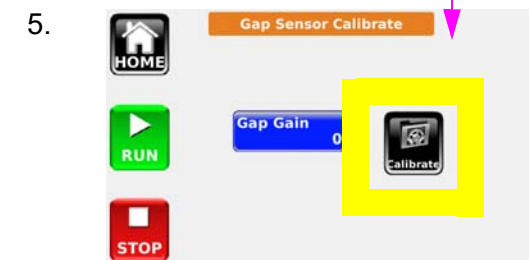 5.
Gap Sensor Calibrate
HOME
RUN
Gap Gain
0
Calibrate
STOP